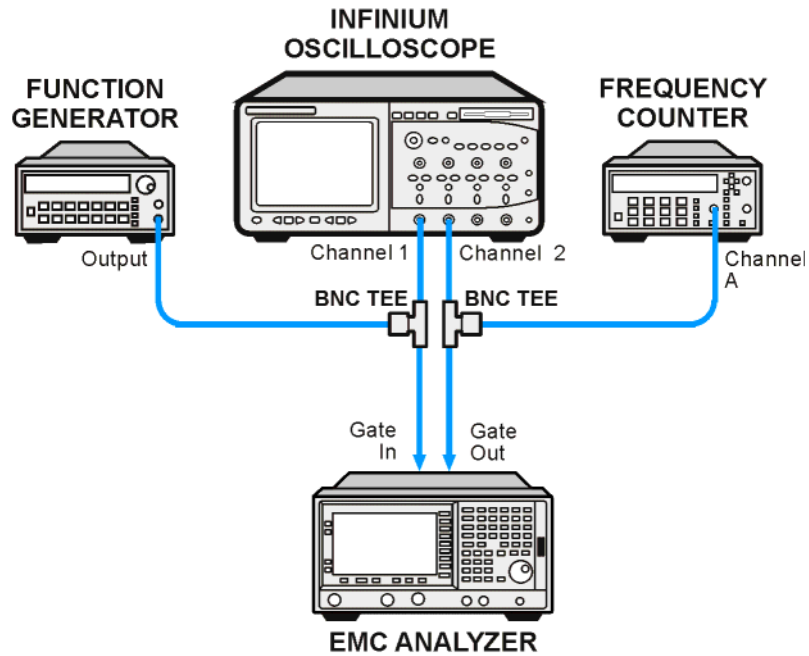 INFINIUM
OSCILLOSCOPE
FUNCTION
GENERATOR
FREQUENCY
COUNTER
Output
Channel 1
Channel 2
Channel
A
BNC TEE
BNC TEE
Gate
In
Gate
Out
EMC ANALYZER